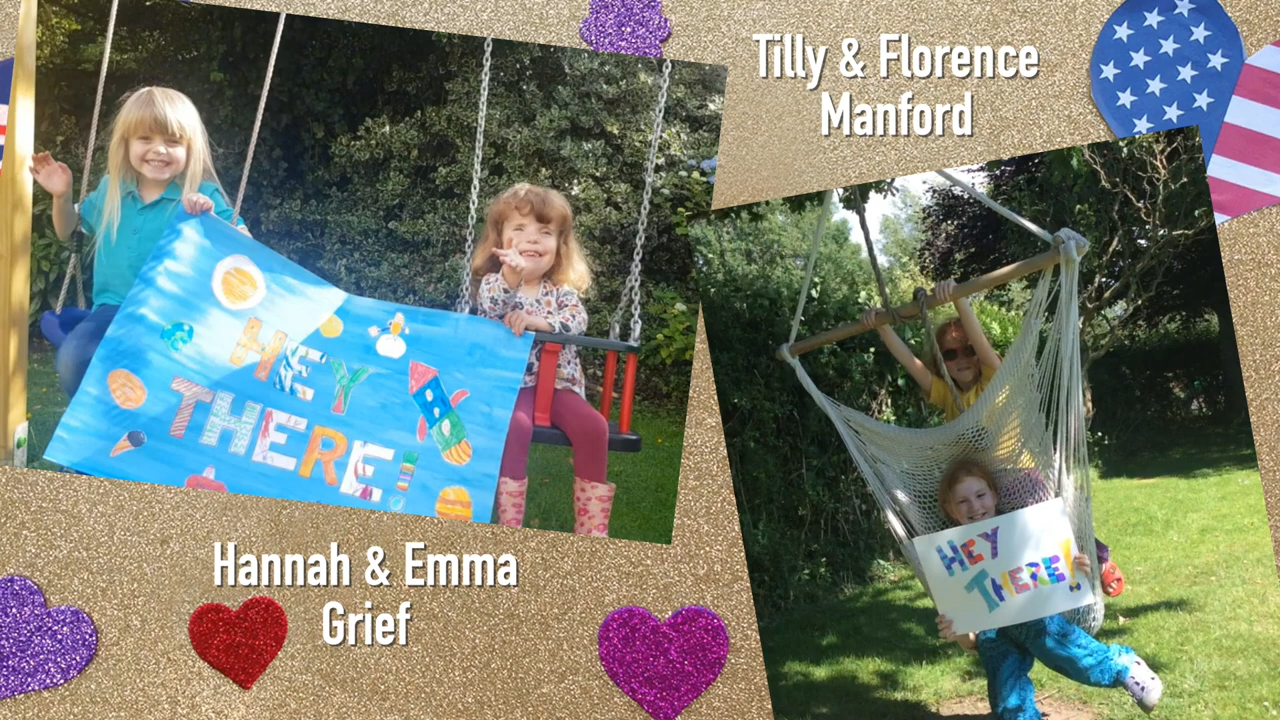 Tilly & Florence
Manford
HEY
THERE!
HEY
THERE!
Hannah & Emma
Grief